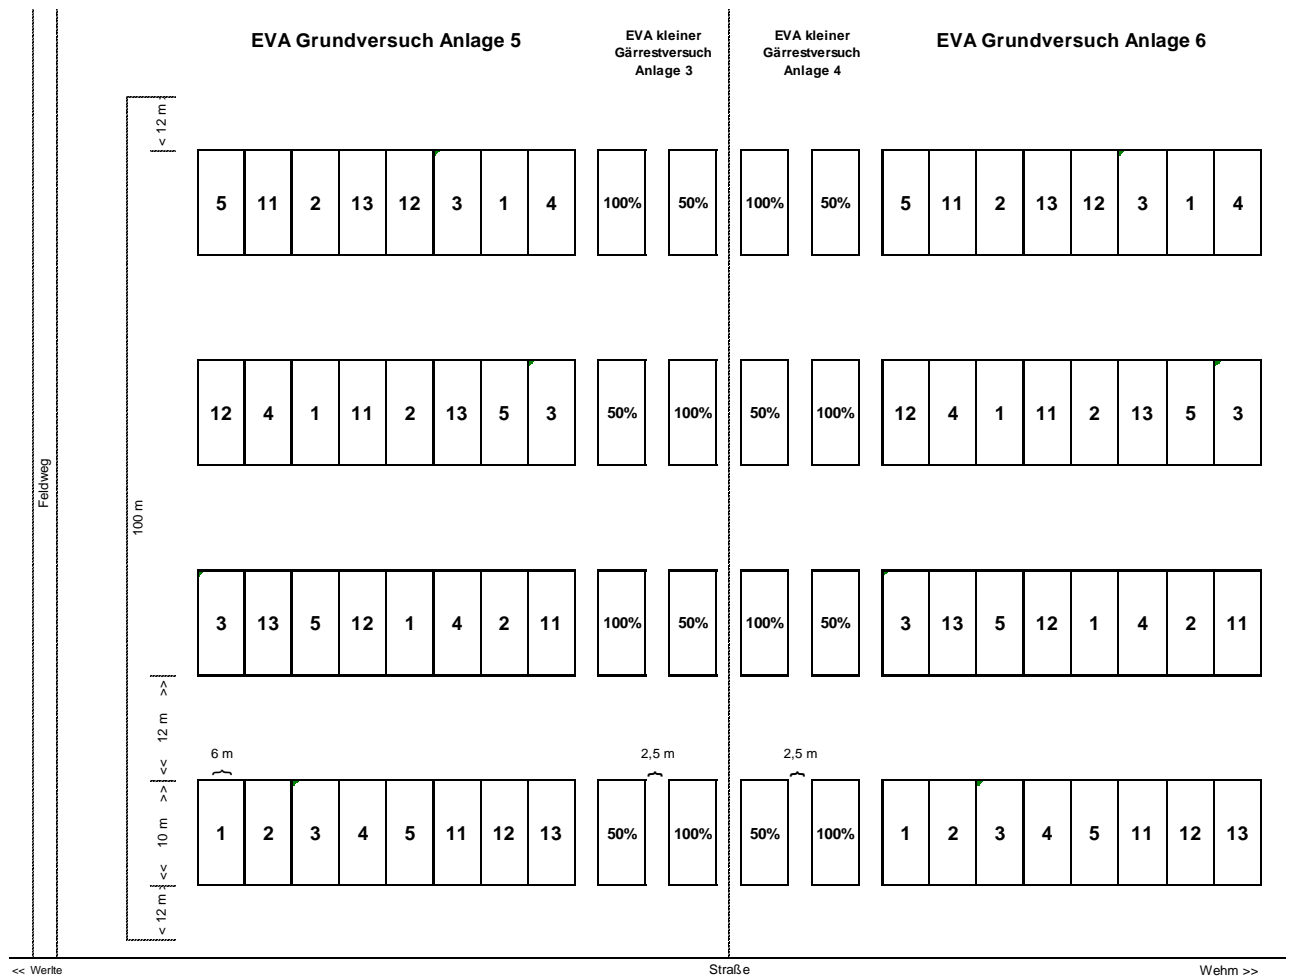 EVA Grundversuch Anlage 5
EVA kleiner
Gärrestversuch
Anlage 3
EVA kleiner
Gärrestversuch
Anlage 4
EVA Grundversuch Anlage 6
< 12 m
5 11 2 13 12 3 1 4 100% 50% 100% 50% 5 11 2 13 12 3 1 4
12 4 1 11 2 13 5 3 50% 100% 50% 100% 12 4 1 11 2 13 5 3
Feldweg
100 m
3 13 5 12 1 4 2 11 100% 50% 100% 50% 3 13 5 12 1 4 2 11
<< 12 m >>
6 m 2,5 m 2,5 m
<< 10 m >>
1 2 3 4 5 11 12 13 50% 100% 50% 100% 1 2 3 4 5 11 12 13
< 12 m
<< Werlte Straße Wehm >>